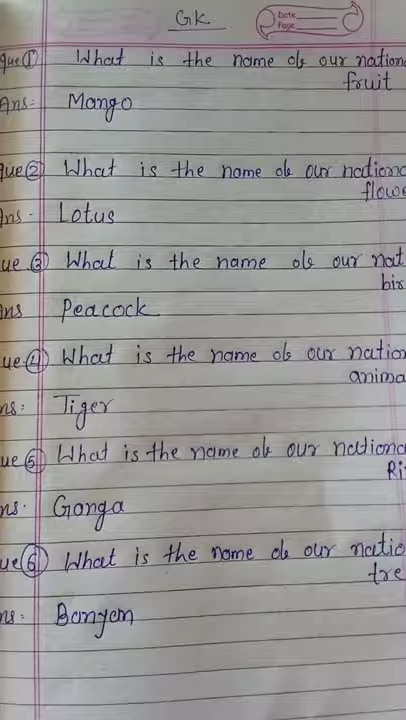 GK
Date
Page
que① What is the name of our nationa
fruit
Ans: Mango
que② What is the name of our nationa
flowe
ns. Lotus
ue③ What is the name of our nat
bir
ns Peacock
ue④ What is the name of our nation
anima
ns: Tiger
ue⑤ What is the name of our nationa
Ri
ns. Ganga
ue⑥ What is the name of our natio
tre
ns: Banyan